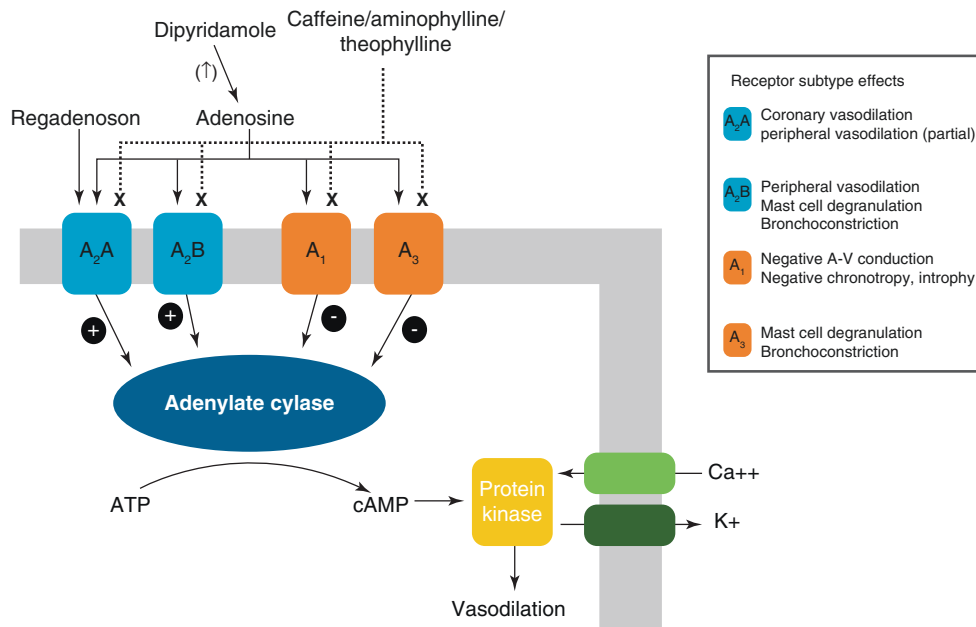 Dipyridamole
Caffeine/aminophylline/
theophylline
(↑)
Regadenoson
Adenosine
X
X
X
X
A₂A
A₂B
A₁
A₃
+
+
-
-
Adenylate cylase
ATP
cAMP
Protein
kinase
Ca++
K+
Vasodilation
Receptor subtype effects
A₂A
Coronary vasodilation
peripheral vasodilation (partial)
A₂B
Peripheral vasodilation
Mast cell degranulation
Bronchoconstriction
A₁
Negative A-V conduction
Negative chronotropy, introphy
A₃
Mast cell degranulation
Bronchoconstriction